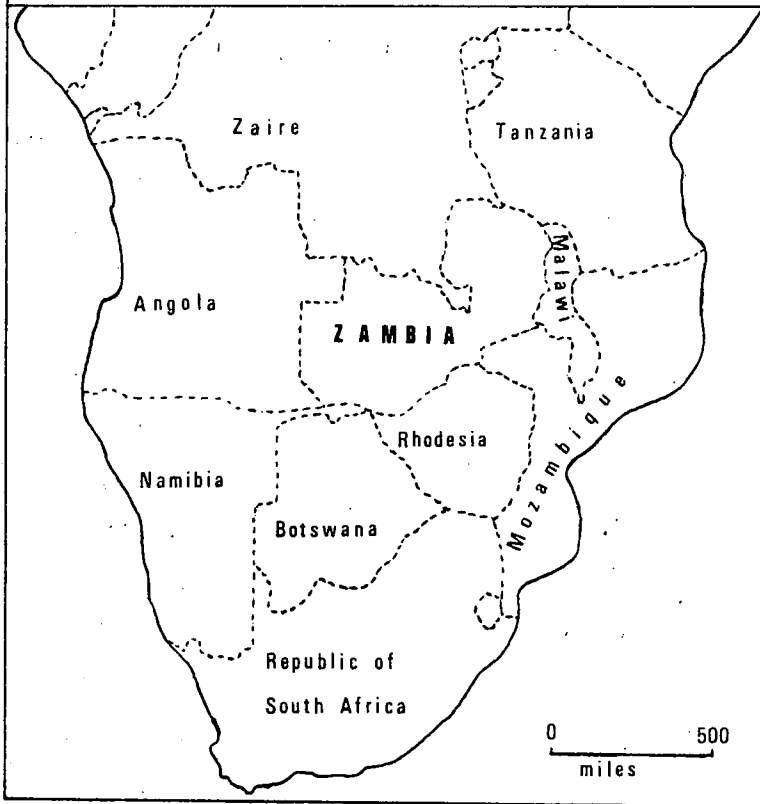 Zaire
Tanzania
Malawi
Angola
ZAMBIA
Rhodesia
Mozambique
Namibia
Botswana
Republic of
South Africa
0 500
miles